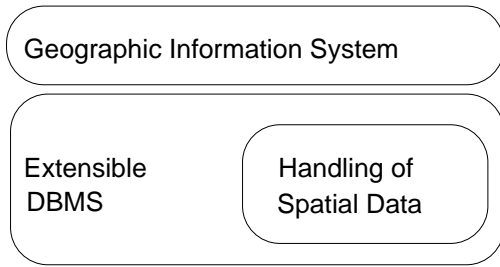 Geographic Information System
Extensible
DBMS
Handling of
Spatial Data